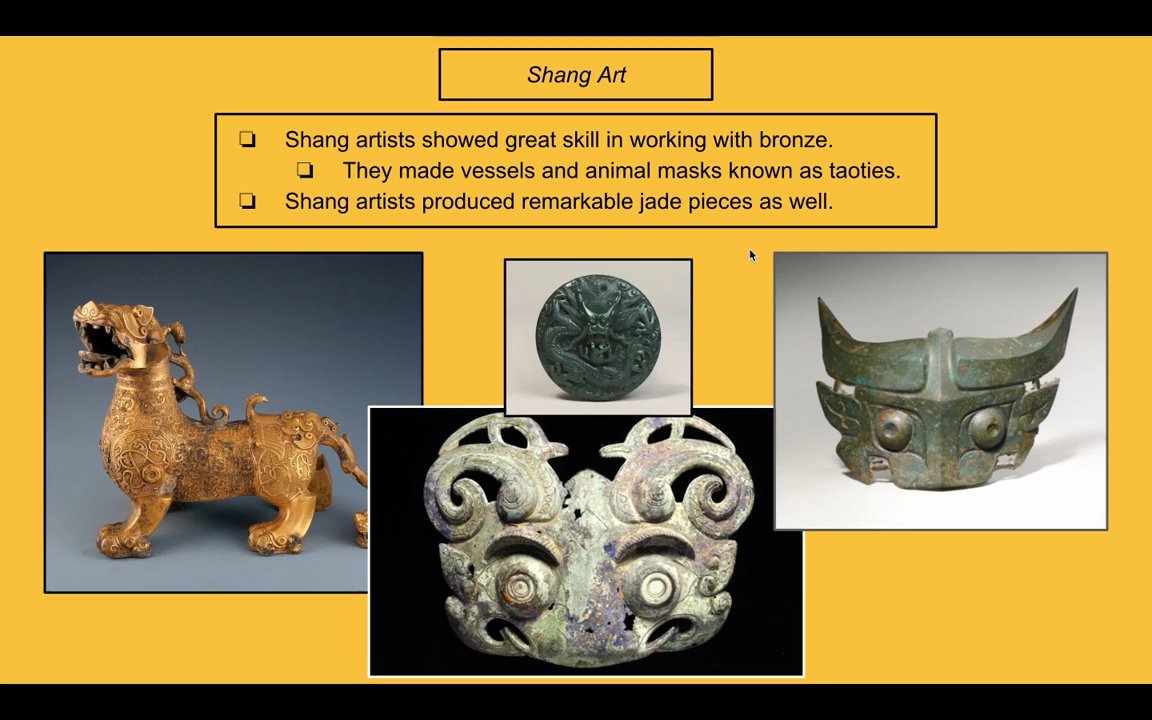 Shang Art
❏ Shang artists showed great skill in working with bronze.
❏ They made vessels and animal masks known as taoties.
❏ Shang artists produced remarkable jade pieces as well.